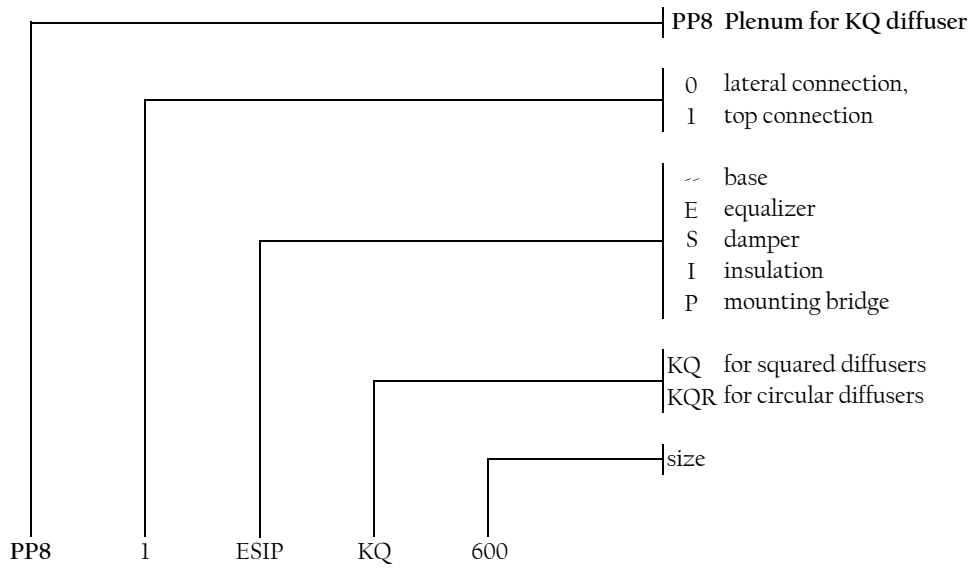 PP8 Plenum for KQ diffuser
0 lateral connection,
1 top connection
-- base
E equalizer
S damper
I insulation
P mounting bridge
KQ for squared diffusers
KQR for circular diffusers
size
PP8 1 ESIP KQ 600